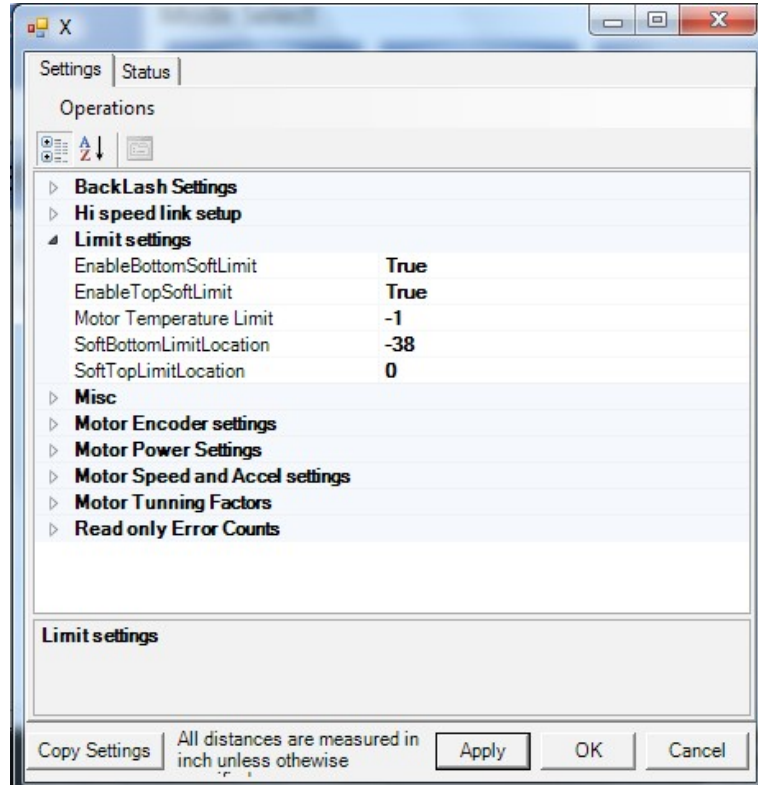 X
Settings Status
Operations
BackLash Settings
Hi speed link setup
Limit settings
EnableBottomSoftLimit True
EnableTopSoftLimit True
Motor Temperature Limit -1
SoftBottomLimitLocation -38
SoftTopLimitLocation 0
Misc
Motor Encoder settings
Motor Power Settings
Motor Speed and Accel settings
Motor Tunning Factors
Read only Error Counts
Limit settings
Copy Settings
All distances are measured in
inch unless othewise
Apply OK Cancel